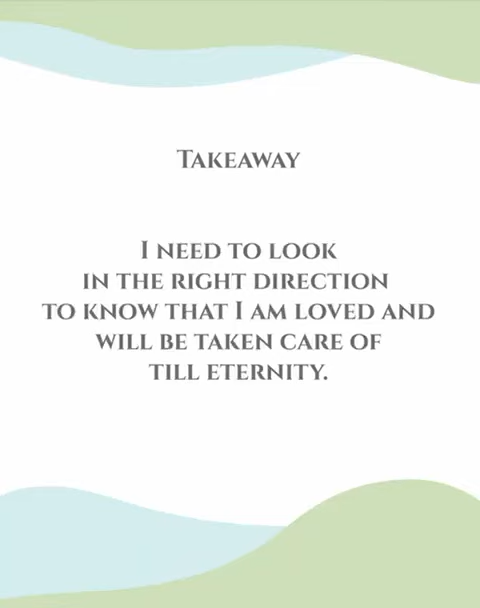 Takeaway
I need to look
in the right direction
to know that I am loved and
will be taken care of
till eternity.